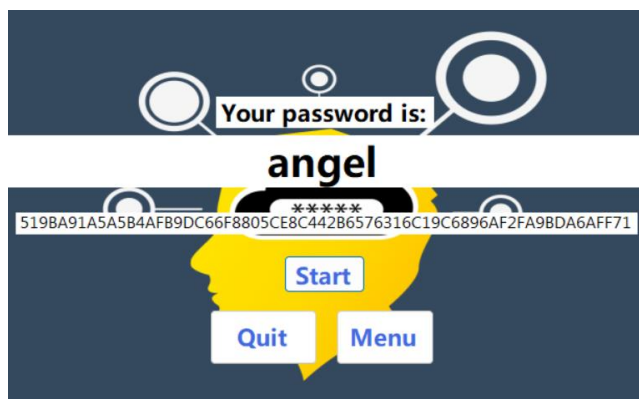 Your password is:
angel
*****
519BA91A5A5B4AFB9DC66F8805CE8C442B6576316C19C6896AF2FA9BDA6AFF71
Start
Quit
Menu